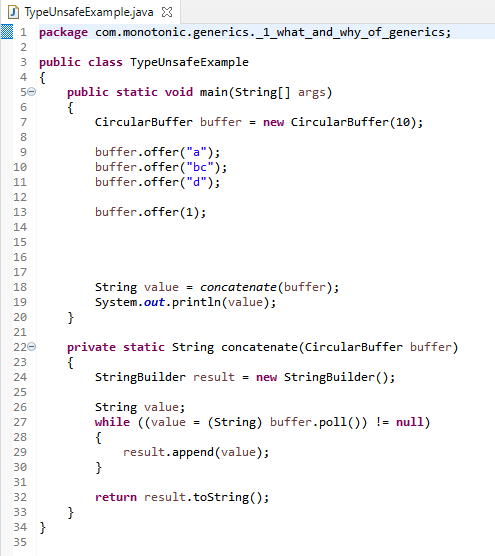 TypeUnsafeExample.java
1 package com.monotonic.generics._1_what_and_why_of_generics;
2
3 public class TypeUnsafeExample
4 {
5 public static void main(String[] args)
6 {
7 CircularBuffer buffer = new CircularBuffer(10);
8
9 buffer.offer("a");
10 buffer.offer("bc");
11 buffer.offer("d");
12
13 buffer.offer(1);
14
15
16
17
18 String value = concatenate(buffer);
19 System.out.println(value);
20 }
21
22 private static String concatenate(CircularBuffer buffer)
23 {
24 StringBuilder result = new StringBuilder();
25
26 String value;
27 while ((value = (String) buffer.poll()) != null)
28 {
29 result.append(value);
30 }
31
32 return result.toString();
33 }
34 }
35